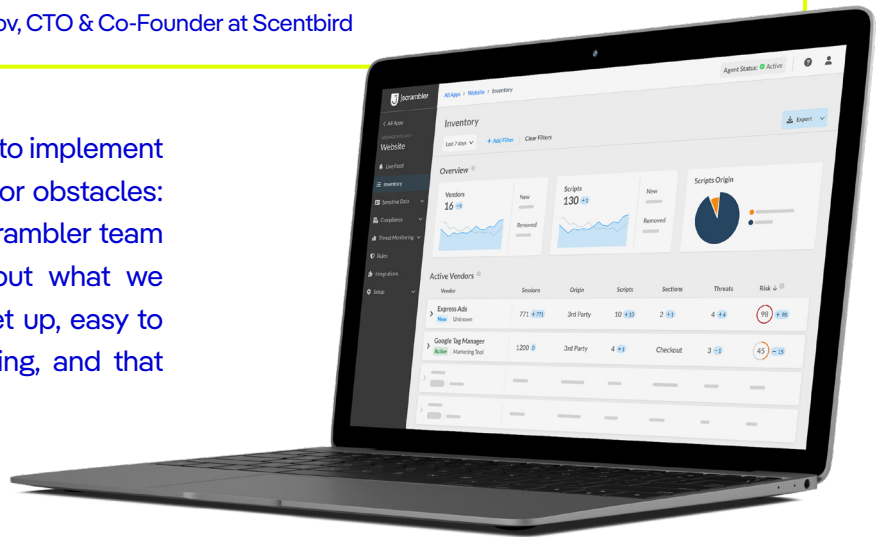 ov, CTO & Co-Founder at Scentbird
to implement
or obstacles:
rambler team
out what we
et up, easy to
ing, and that
jscrambler
< All Apps
Website
Live Feed
Inventory
Sensitive Data
Compliance
Threat Monitoring
Rules
Integrations
Setup
All Apps > Website > Inventory
Agent Status: Active
Inventory
Export
Last 7 days + Add Filter Clear Filters
Overview
Vendors
16 +5
New
Removed
Scripts
130
New
Removed
Scripts Origin
Active Vendors
Vendor Sessions Origin Scripts Sections Threats Risk
Express Ads
New Unknown
771 +771 3rd Party 10 +10 2 +1 4 +4 98 + 88
Google Tag Manager
Active Marketing Tool
1200 0 3rd Party 4 +1 Checkout 3 -1 45 - 15